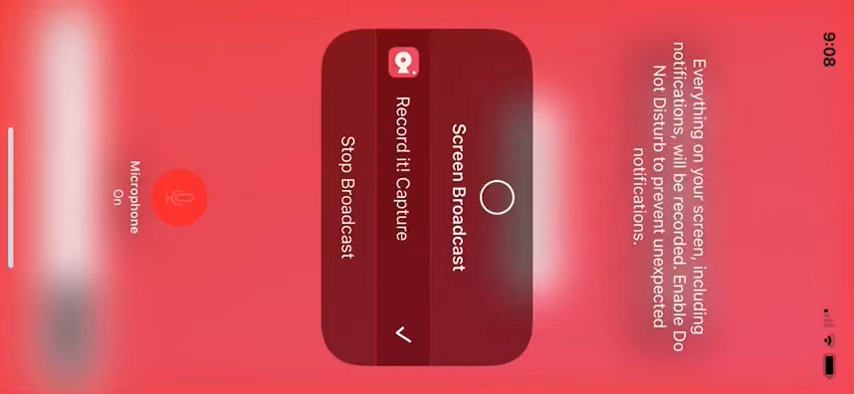 9:08
Everything on your screen, including
notifications, will be recorded. Enable Do
Not Disturb to prevent unexpected
notifications.
Screen Broadcast
Record it! Capture
Stop Broadcast
Microphone
On